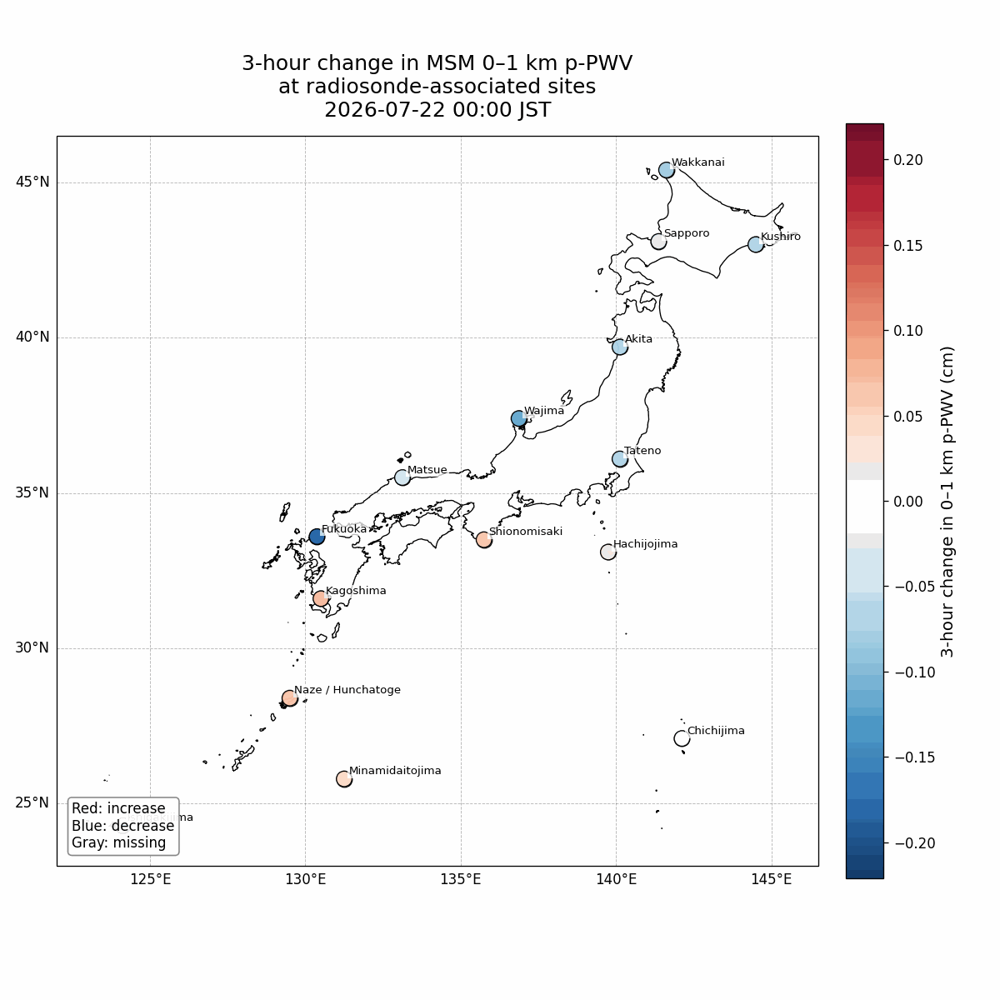 3-hour change in MSM 0–1 km p-PWV
at radiosonde-associated sites
2026-07-22 00:00 JST
Wakkanai
Sapporo
Kushiro
Akita
Wajima
Tateno
Matsue
Fukuoka
Shionomisaki
Hachijojima
Kagoshima
Naze / Hunchatoge
Chichijima
Minamidaitojima
45°N
40°N
35°N
30°N
25°N
Red: increase
Blue: decrease
Gray: missing
125°E
130°E
135°E
140°E
145°E
0.20
0.15
0.10
0.05
0.00
−0.05
−0.10
−0.15
−0.20
3-hour change in 0–1 km p-PWV (cm)